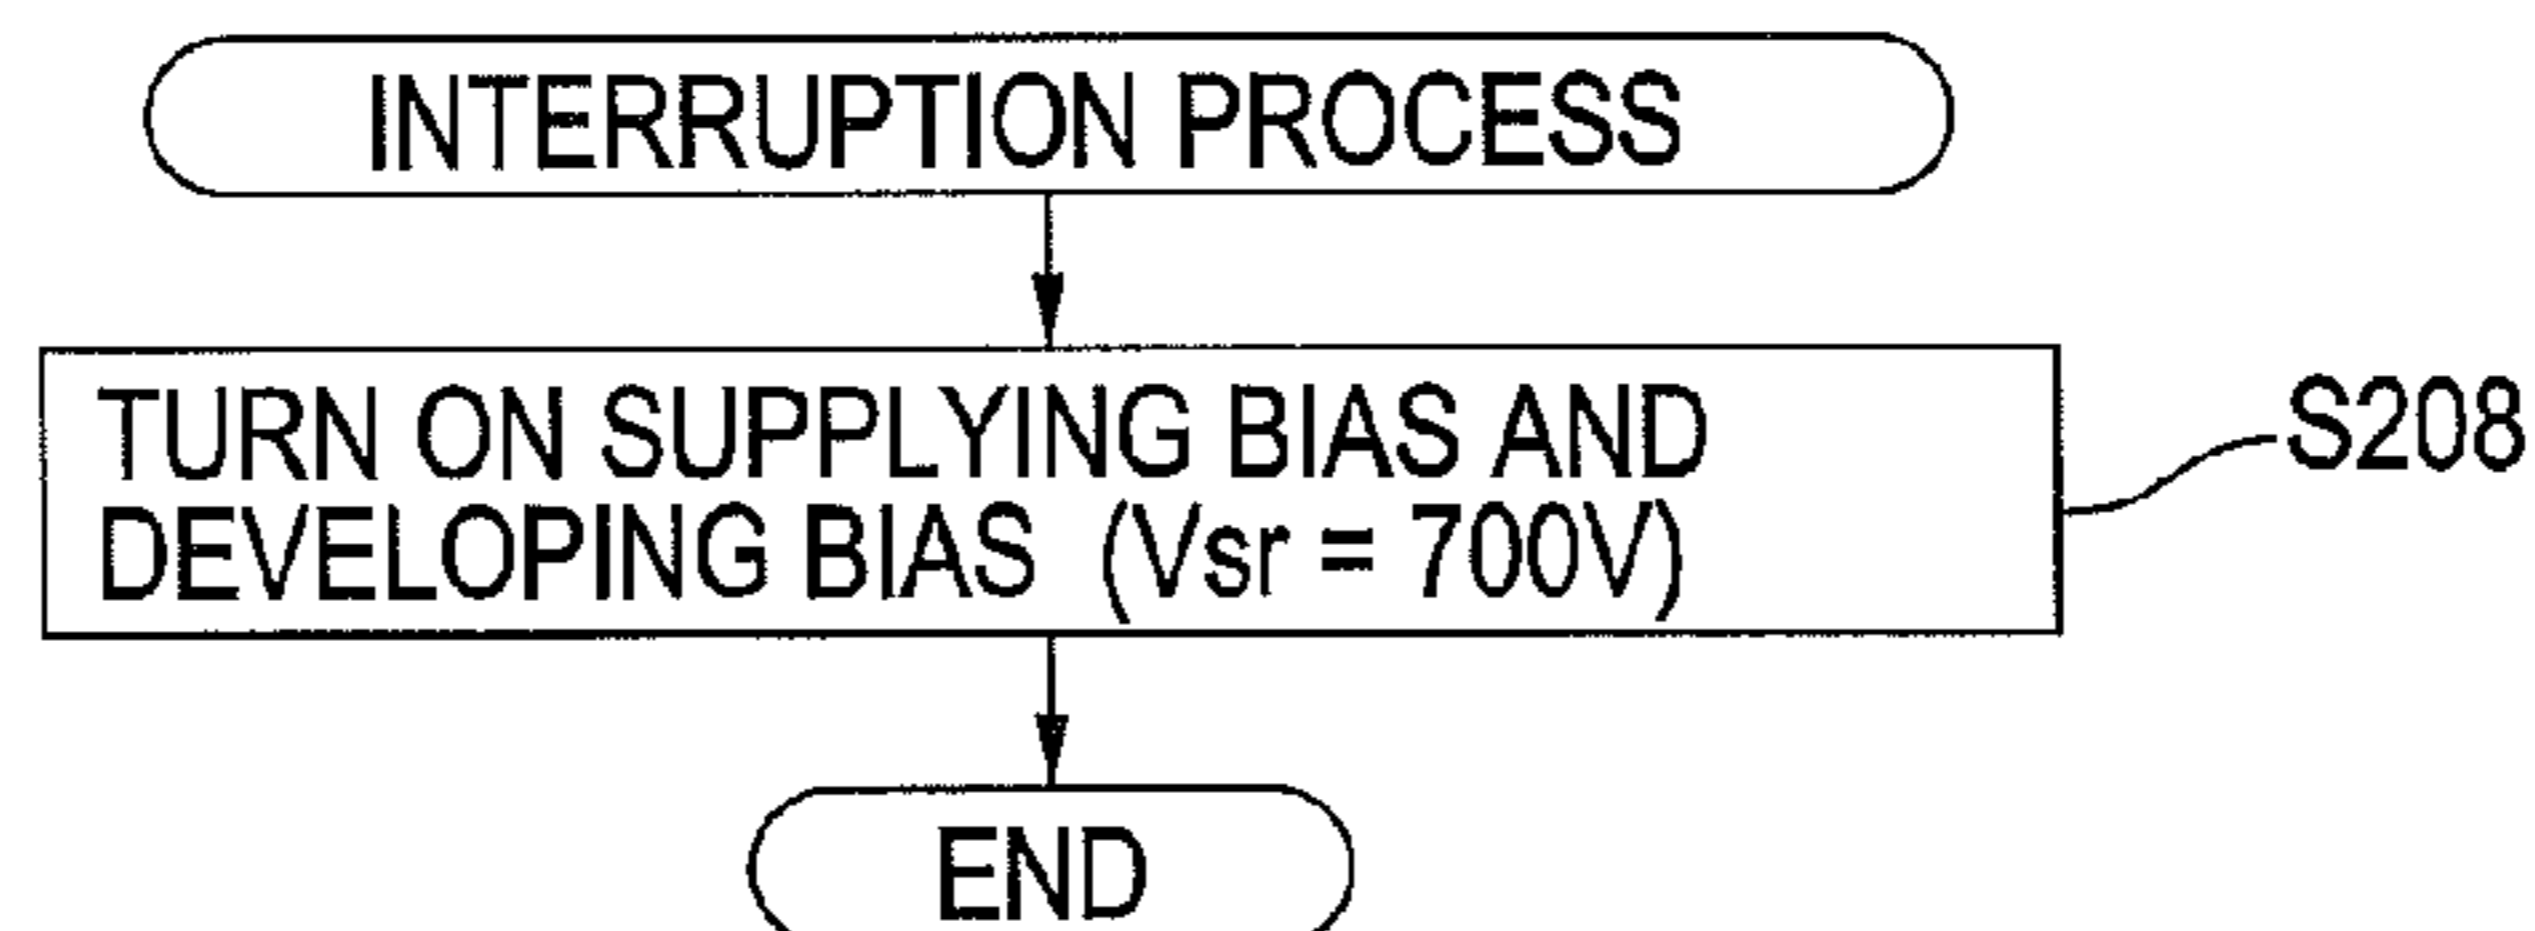 INTERRUPTION PROCESS
TURN ON SUPPLYING BIAS AND
DEVELOPING BIAS (Vsr = 700V)
S208
END